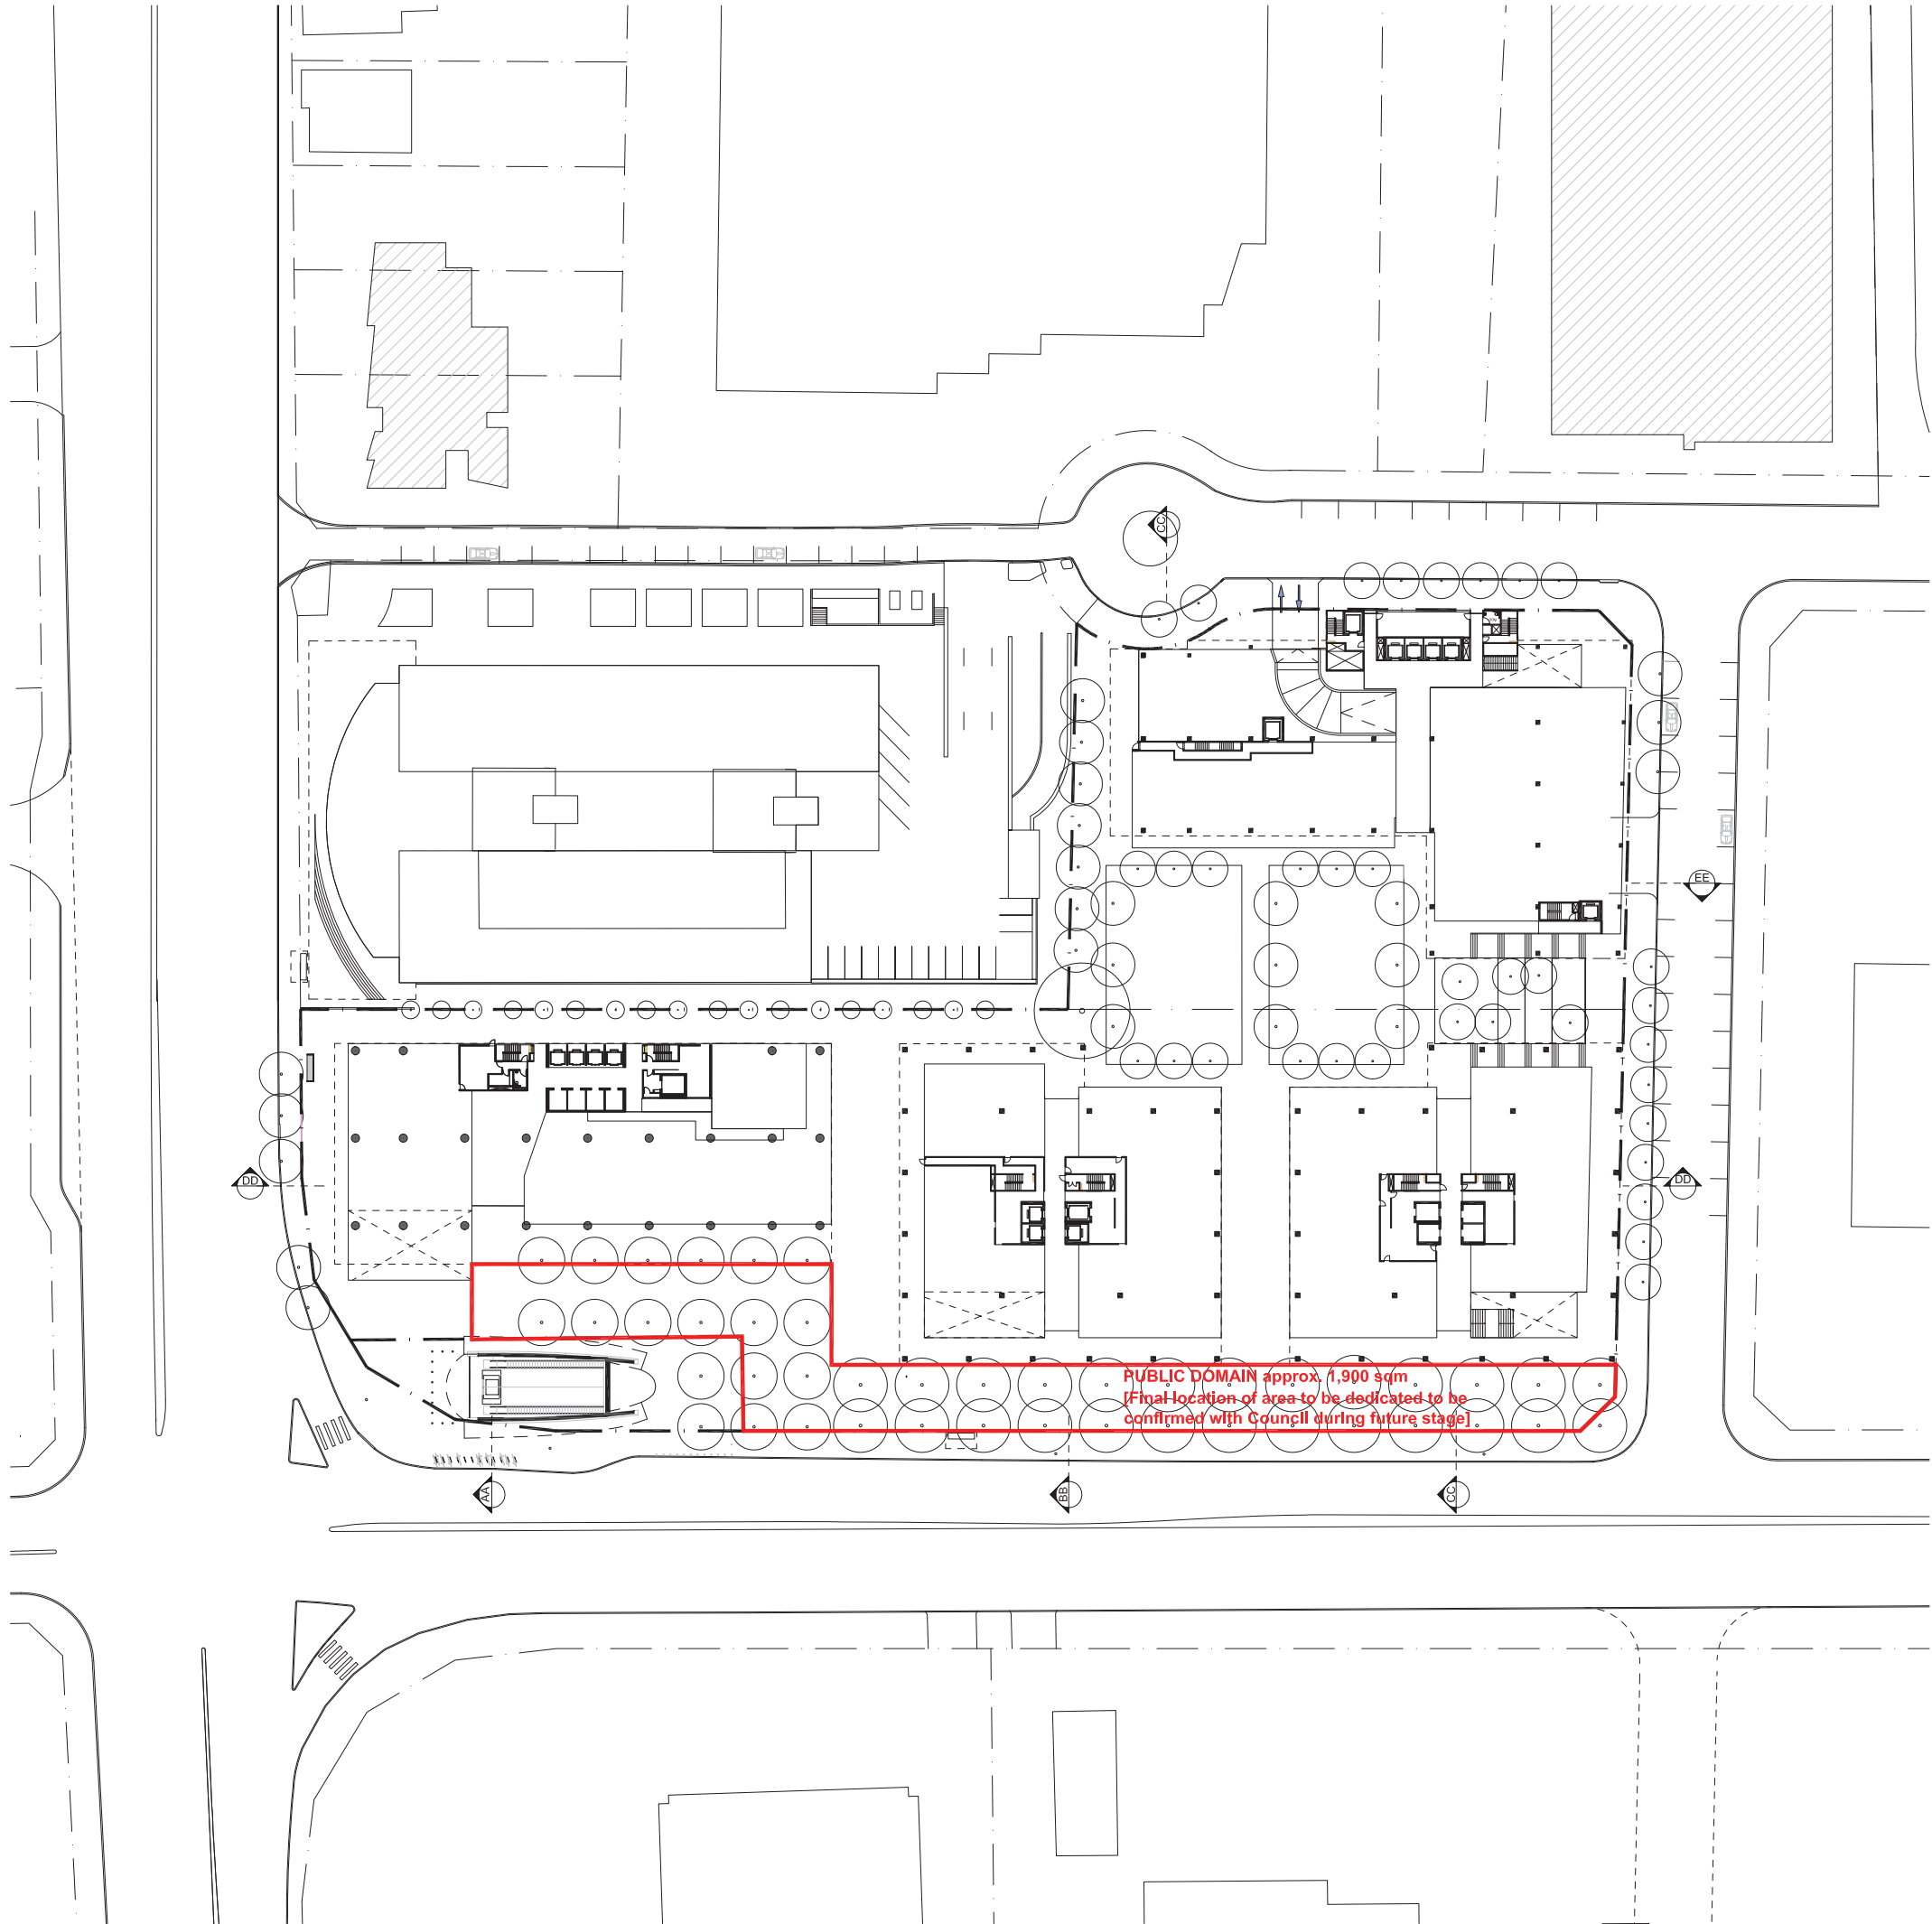 CC
EE
DD
DD
PUBLIC DOMAIN approx. 1,900 sqm
[Final location of area to be dedicated to be
confirmed with Council during future stage]
AA
BB
CC